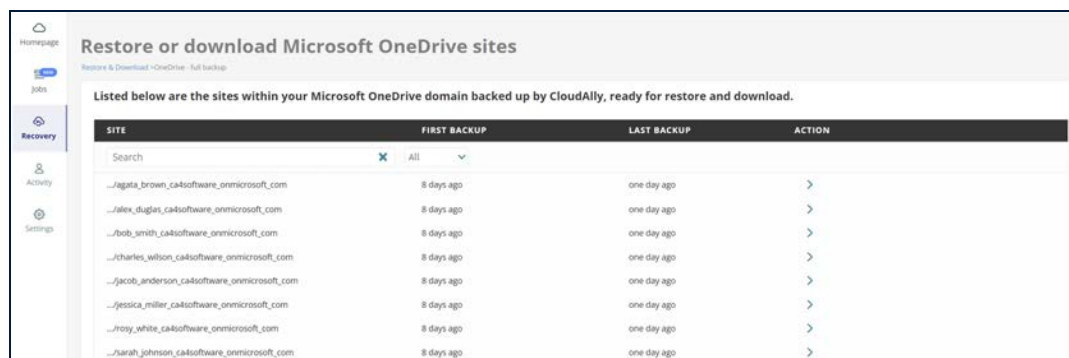 Homepage
NEW
Jobs
Recovery
Activity
Settings
Restore or download Microsoft OneDrive sites
Restore & Download >OneDrive - full backup
Listed below are the sites within your Microsoft OneDrive domain backed up by CloudAlly, ready for restore and download.
SITE FIRST BACKUP LAST BACKUP ACTION
Search All
.../agata_brown_ca4software_onmicrosoft_com 8 days ago one day ago
.../alex_duglas_ca4software_onmicrosoft_com 8 days ago one day ago
.../bob_smith_ca4software_onmicrosoft_com 8 days ago one day ago
.../charles_wilson_ca4software_onmicrosoft_com 8 days ago one day ago
.../jacob_anderson_ca4software_onmicrosoft_com 8 days ago one day ago
.../jessica_miller_ca4software_onmicrosoft_com 8 days ago one day ago
.../rosy_white_ca4software_onmicrosoft_com 8 days ago one day ago
.../sarah_johnson_ca4software_onmicrosoft_com 8 days ago one day ago